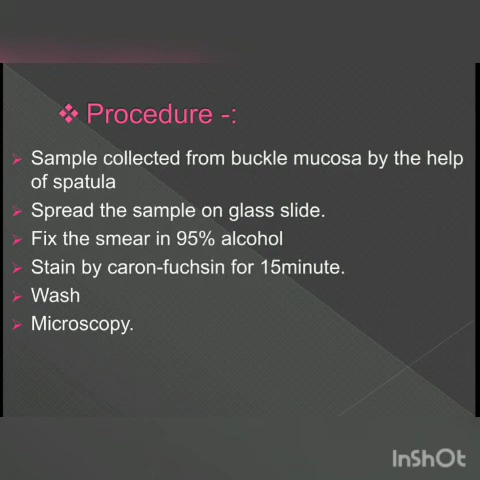 ❖ Procedure -:
➢ Sample collected from buckle mucosa by the help
of spatula
➢ Spread the sample on glass slide.
➢ Fix the smear in 95% alcohol
➢ Stain by caron-fuchsin for 15minute.
➢ Wash
➢ Microscopy.
InShOt